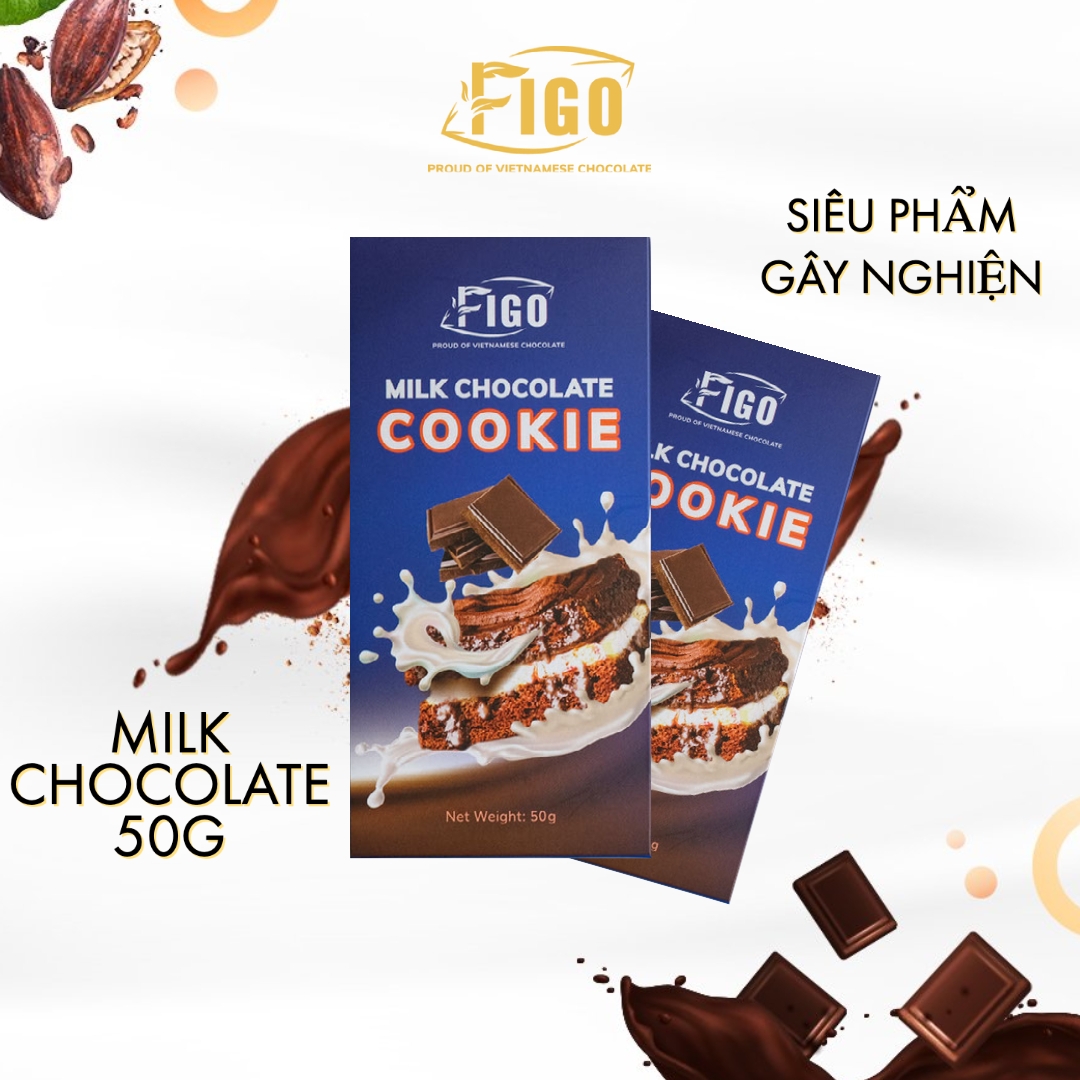 FIGO
PROUD OF VIETNAMESE CHOCOLATE
SIÊU PHẨM
GÂY NGHIỆN
FIGO
PROUD OF VIETNAMESE CHOCOLATE
MILK CHOCOLATE
COOKIE
Net Weight: 50g
FIGO
PROUD OF VIETNAMESE CHOCOLATE
LK CHOCOLATE
OOKIE
g
MILK
CHOCOLATE
50G